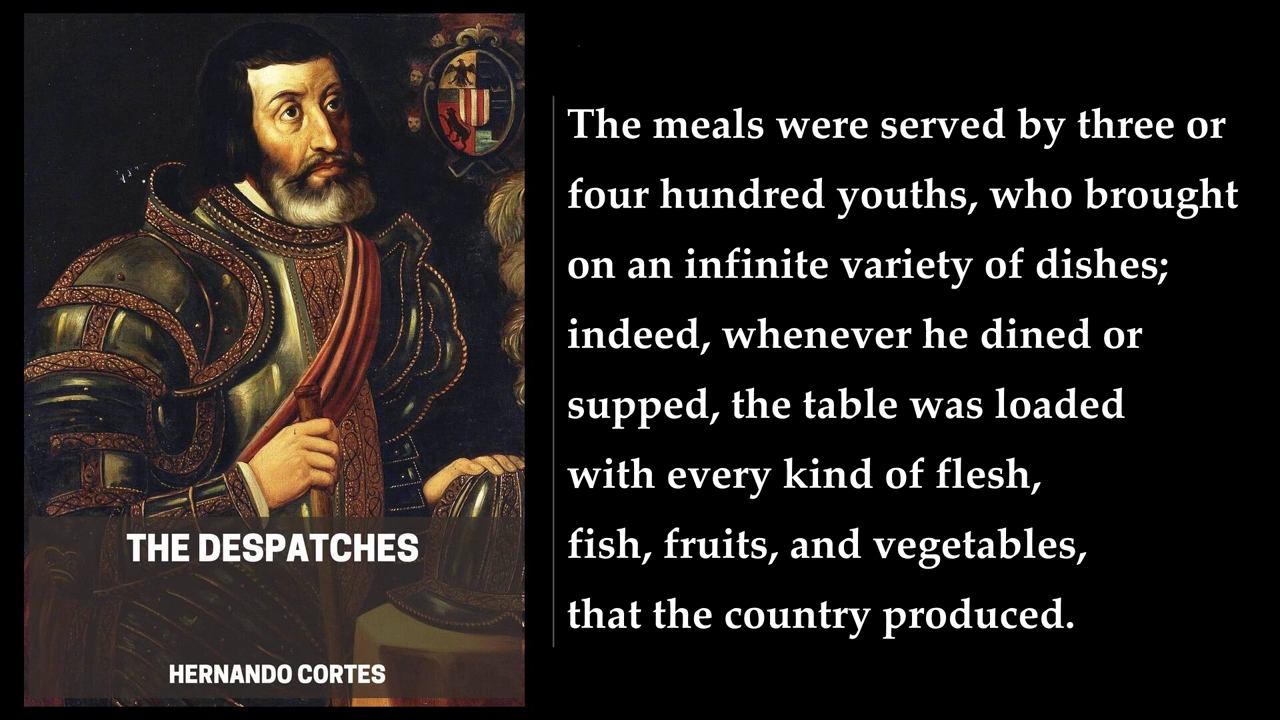 THE DESPATCHES
HERNANDO CORTES
The meals were served by three or
four hundred youths, who brought
on an infinite variety of dishes;
indeed, whenever he dined or
supped, the table was loaded
with every kind of flesh,
fish, fruits, and vegetables,
that the country produced.